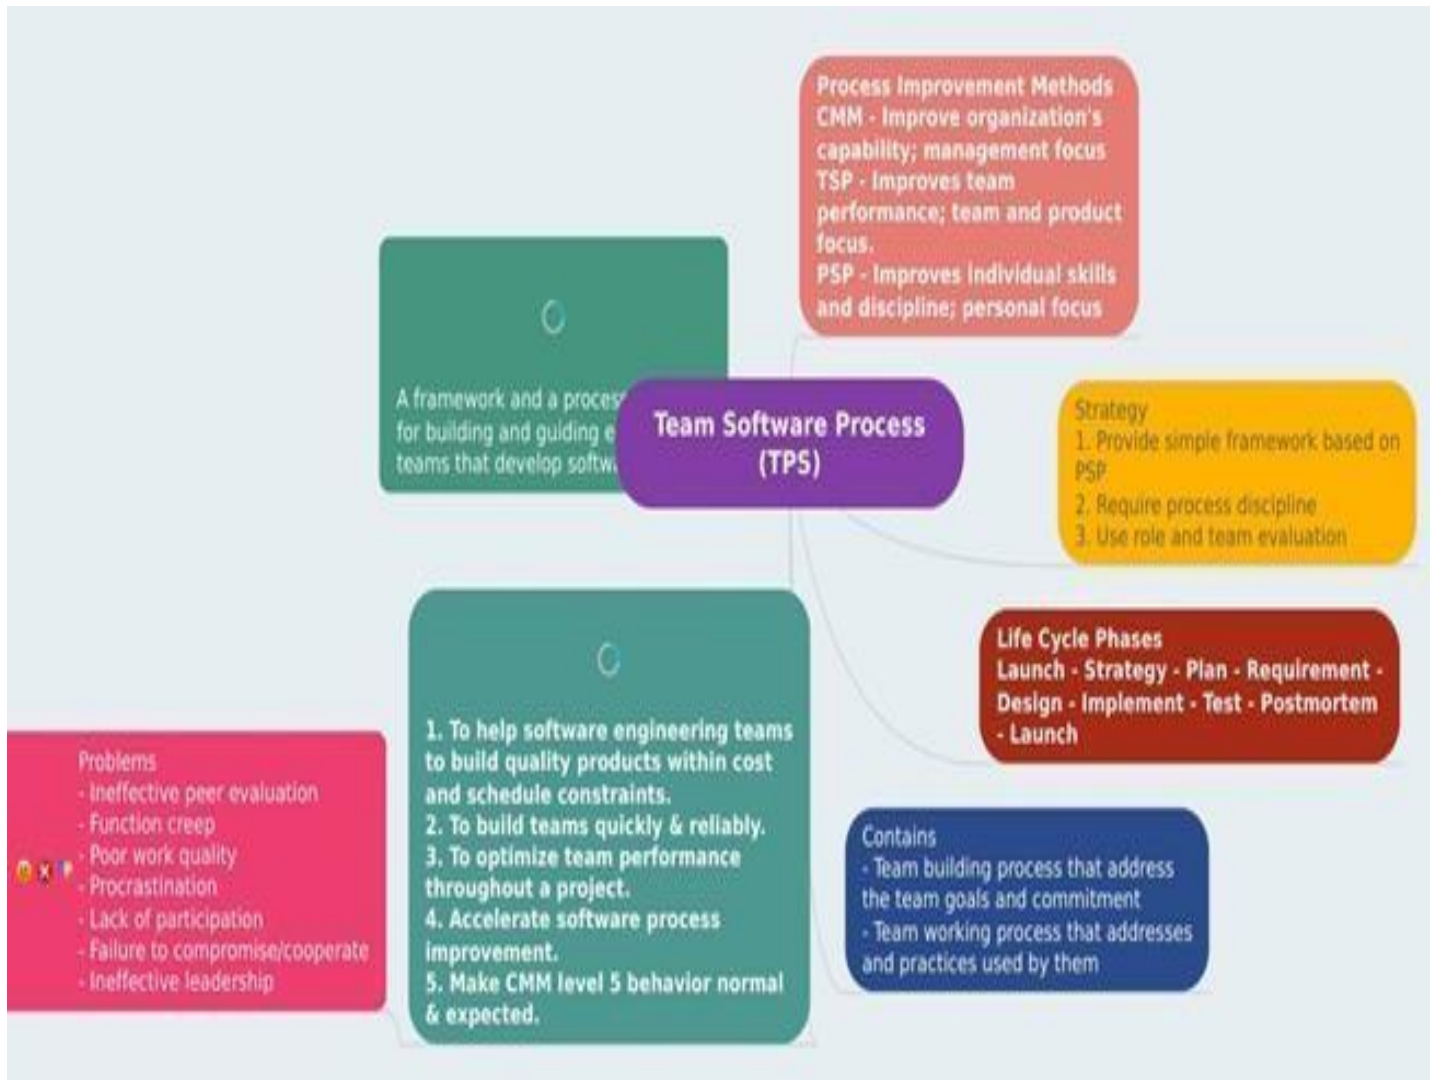 Process Improvement Methods
CMM - Improve organization's
capability; management focus
TSP - Improves team
performance; team and product
focus.
PSP - Improves individual skills
and discipline; personal focus
A framework and a process
for building and guiding
teams that develop
Team Software Process
(TPS)
Strategy
1. Provide simple framework based on
PSP
2. Require process discipline
3. Use role and team evaluation
Life Cycle Phases
Launch - Strategy - Plan - Requirement -
Design - Implement - Test - Postmortem
- Launch
1. To help software engineering teams
to build quality products within cost
and schedule constraints.
2. To build teams quickly & reliably.
3. To optimize team performance
throughout a project.
4. Accelerate software process
improvement.
5. Make CMM level 5 behavior normal
& expected.
Problems
- Ineffective peer evaluation
- Function creep
- Poor work quality
- Procrastination
- Lack of participation
- Failure to compromise/cooperate
- Ineffective leadership
Contains
- Team building process that address
the team goals and commitment
- Team working process that addresses
and practices used by them